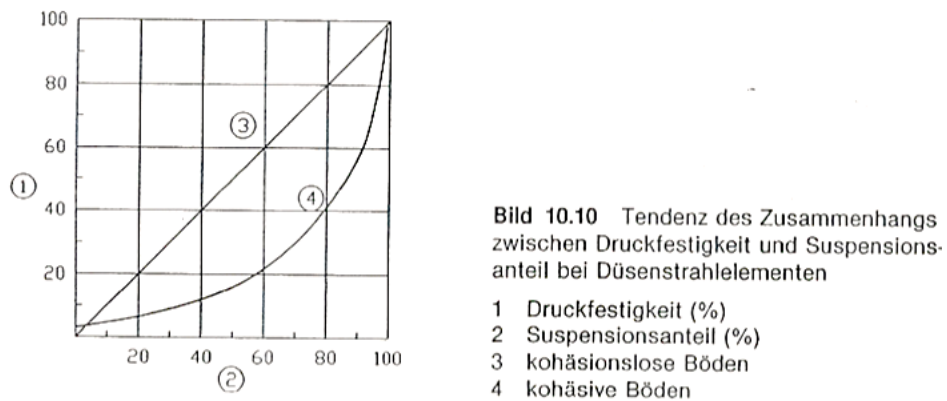 100
80
60
40
20
①
③
④
20 40 60 80 100
②
Bild 10.10 Tendenz des Zusammenhangs
zwischen Druckfestigkeit und Suspensions-
anteil bei Düsenstrahlelementen
1 Druckfestigkeit (%)
2 Suspensionsanteil (%)
3 kohäsionslose Böden
4 kohäsive Böden